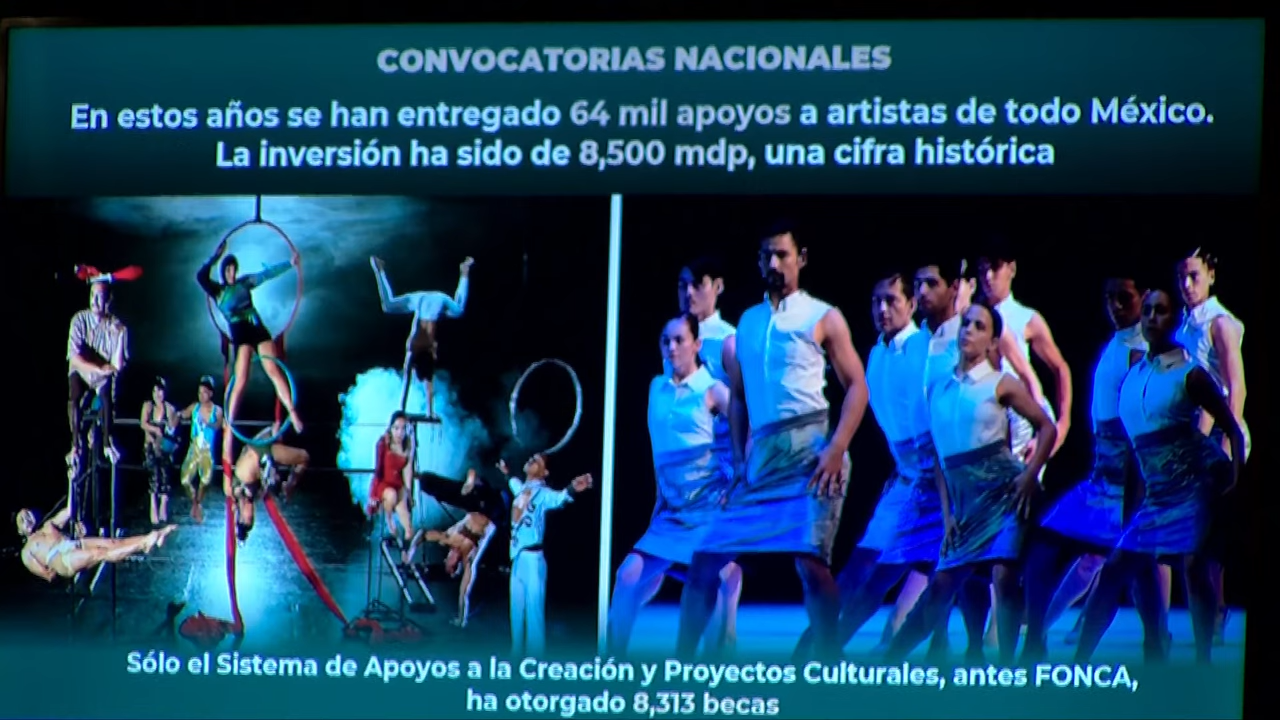 CONVOCATORIAS NACIONALES
En estos años se han entregado 64 mil apoyos a artistas de todo México.
La inversión ha sido de 8,500 mdp, una cifra histórica
Sólo el Sistema de Apoyos a la Creación y Proyectos Culturales, antes FONCA,
ha otorgado 8,313 becas